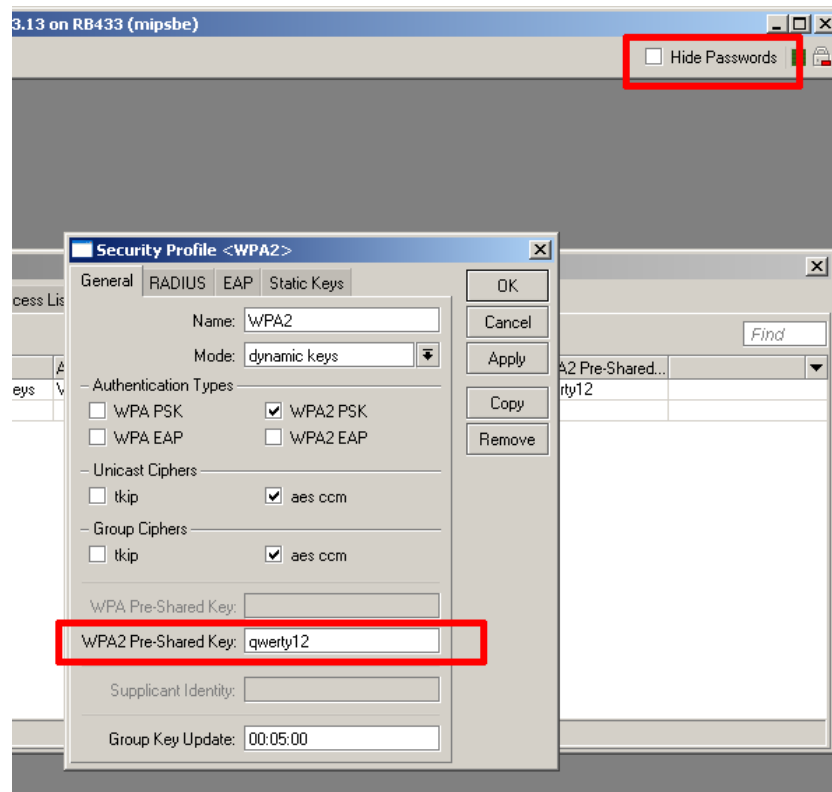 3.13 on RB433 (mipsbe)
Hide Passwords
Security Profile <WPA2>
General RADIUS EAP Static Keys
OK
cess Lis
Name: WPA2
Cancel
Find
Mode: dynamic keys
Apply
A2 Pre-Shared...
eys
rty12
Authentication Types
WPA PSK WPA2 PSK
Copy
WPA EAP WPA2 EAP
Remove
Unicast Ciphers
tkip aes ccm
Group Ciphers
tkip aes ccm
WPA Pre-Shared Key:
WPA2 Pre-Shared Key: qwerty12
Supplicant Identity:
Group Key Update: 00:05:00